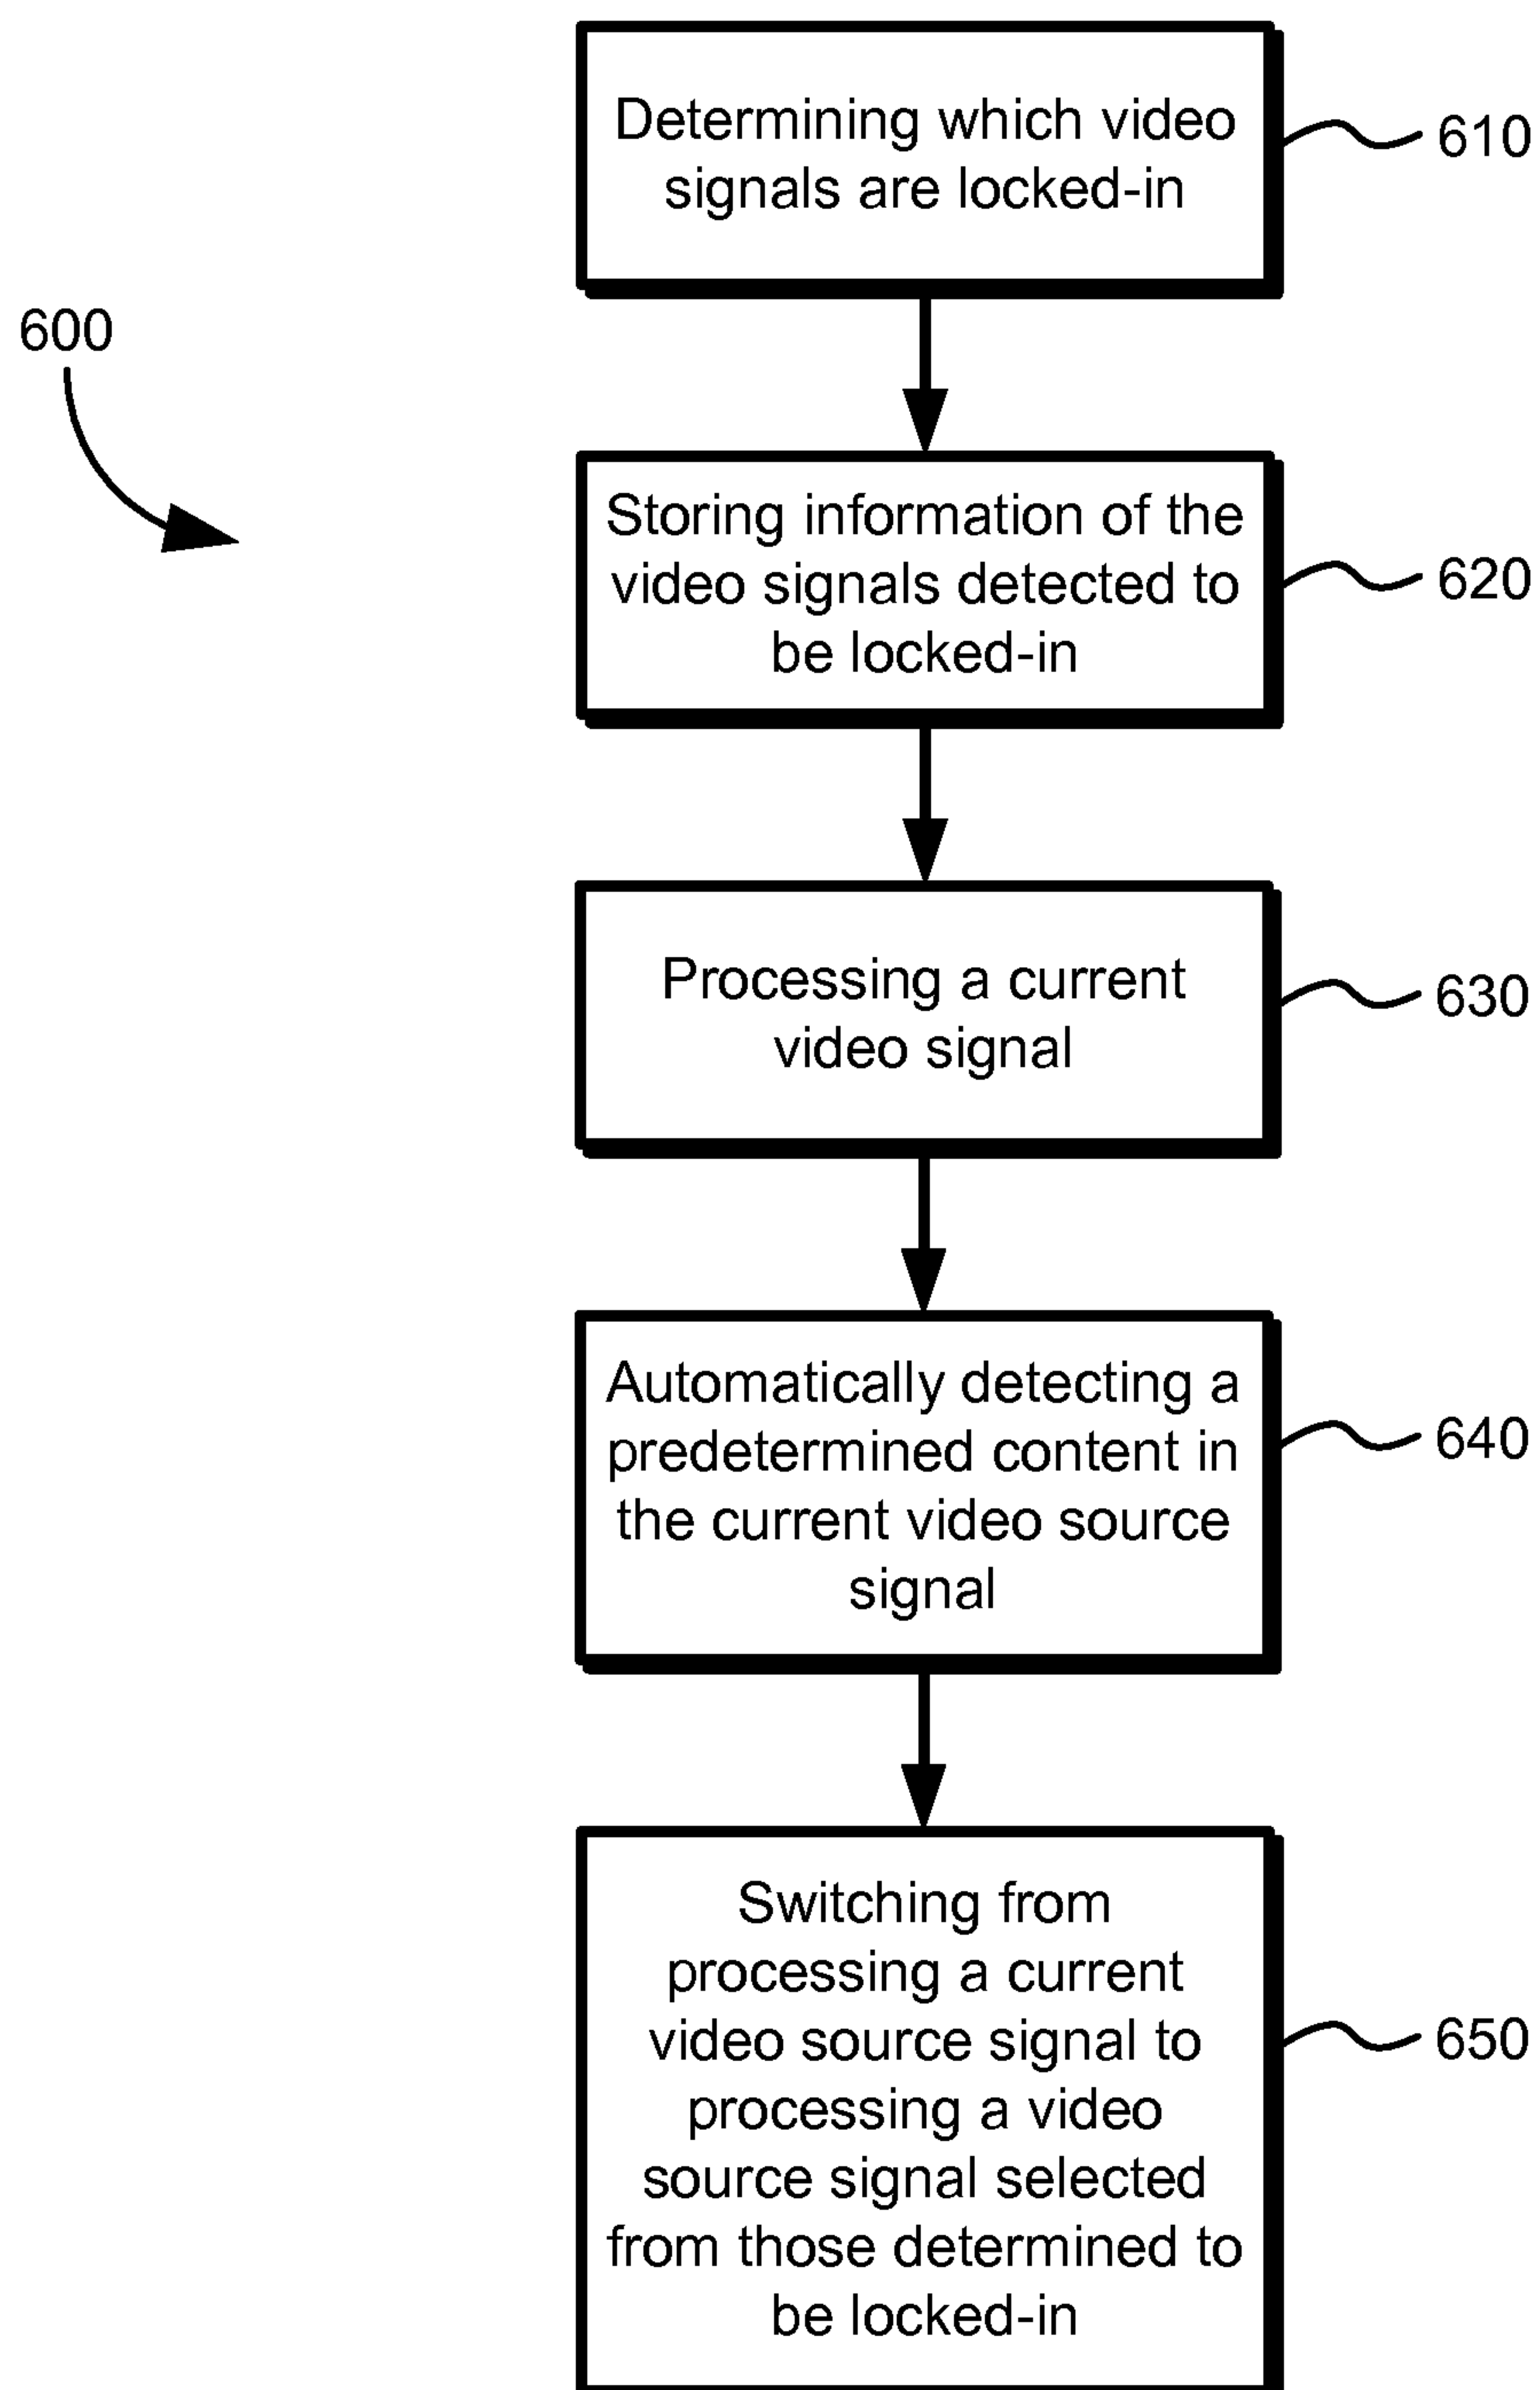 Determining which video
signals are locked-in
610
600
Storing information of the
video signals detected to
be locked-in
620
Processing a current
video signal
630
Automatically detecting a
predetermined content in
the current video source
signal
640
Switching from
processing a current
video source signal to
processing a video
source signal selected
from those determined to
be locked-in
650